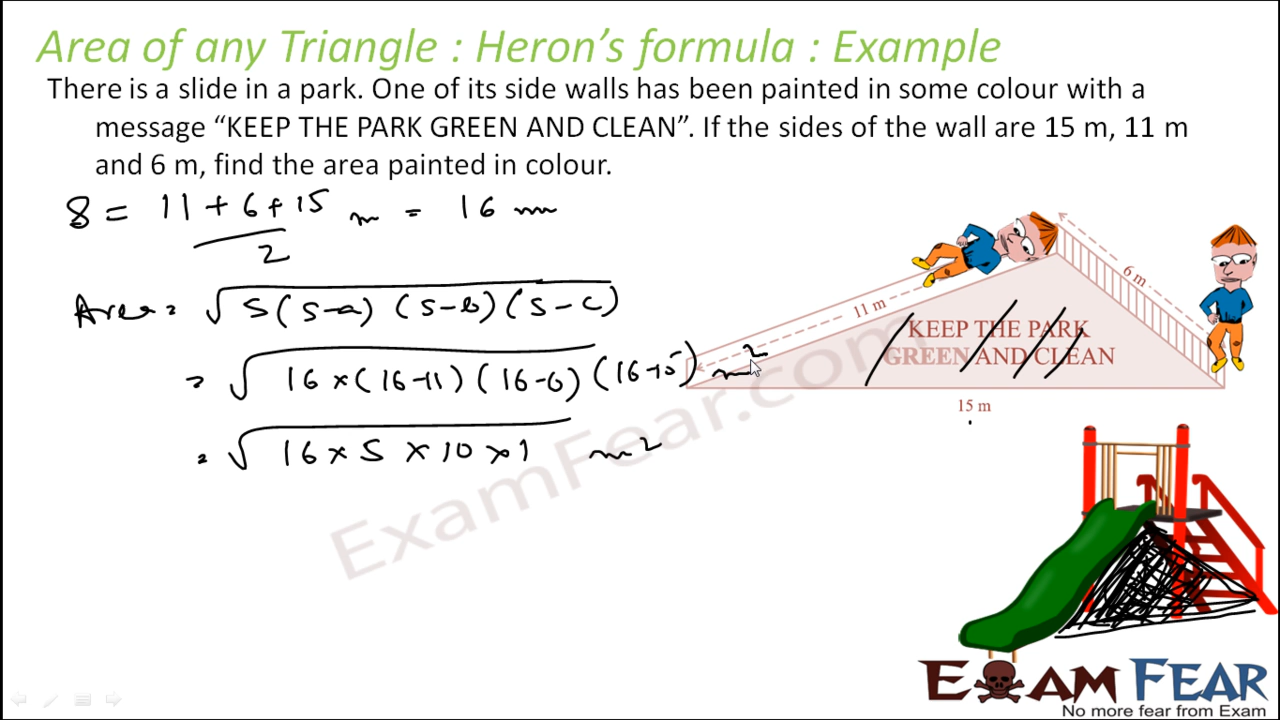 Area of any Triangle : Heron's formula : Example
There is a slide in a park. One of its side walls has been painted in some colour with a
message “KEEP THE PARK GREEN AND CLEAN”. If the sides of the wall are 15 m, 11 m
and 6 m, find the area painted in colour.
S = 11 + 6 + 15 m = 16 m
2
Area = √ S ( S-a ) ( S-b ) ( S-c )
= √ 16 × ( 16-11 ) ( 16-6 ) ( 16-15 ) m²
= √ 16 × 5 × 10 × 1 m²
11 m
6 m
KEEP THE PARK
GREEN AND CLEAN
15 m
ExamFear.com
EXAM FEAR
No more fear from Exam